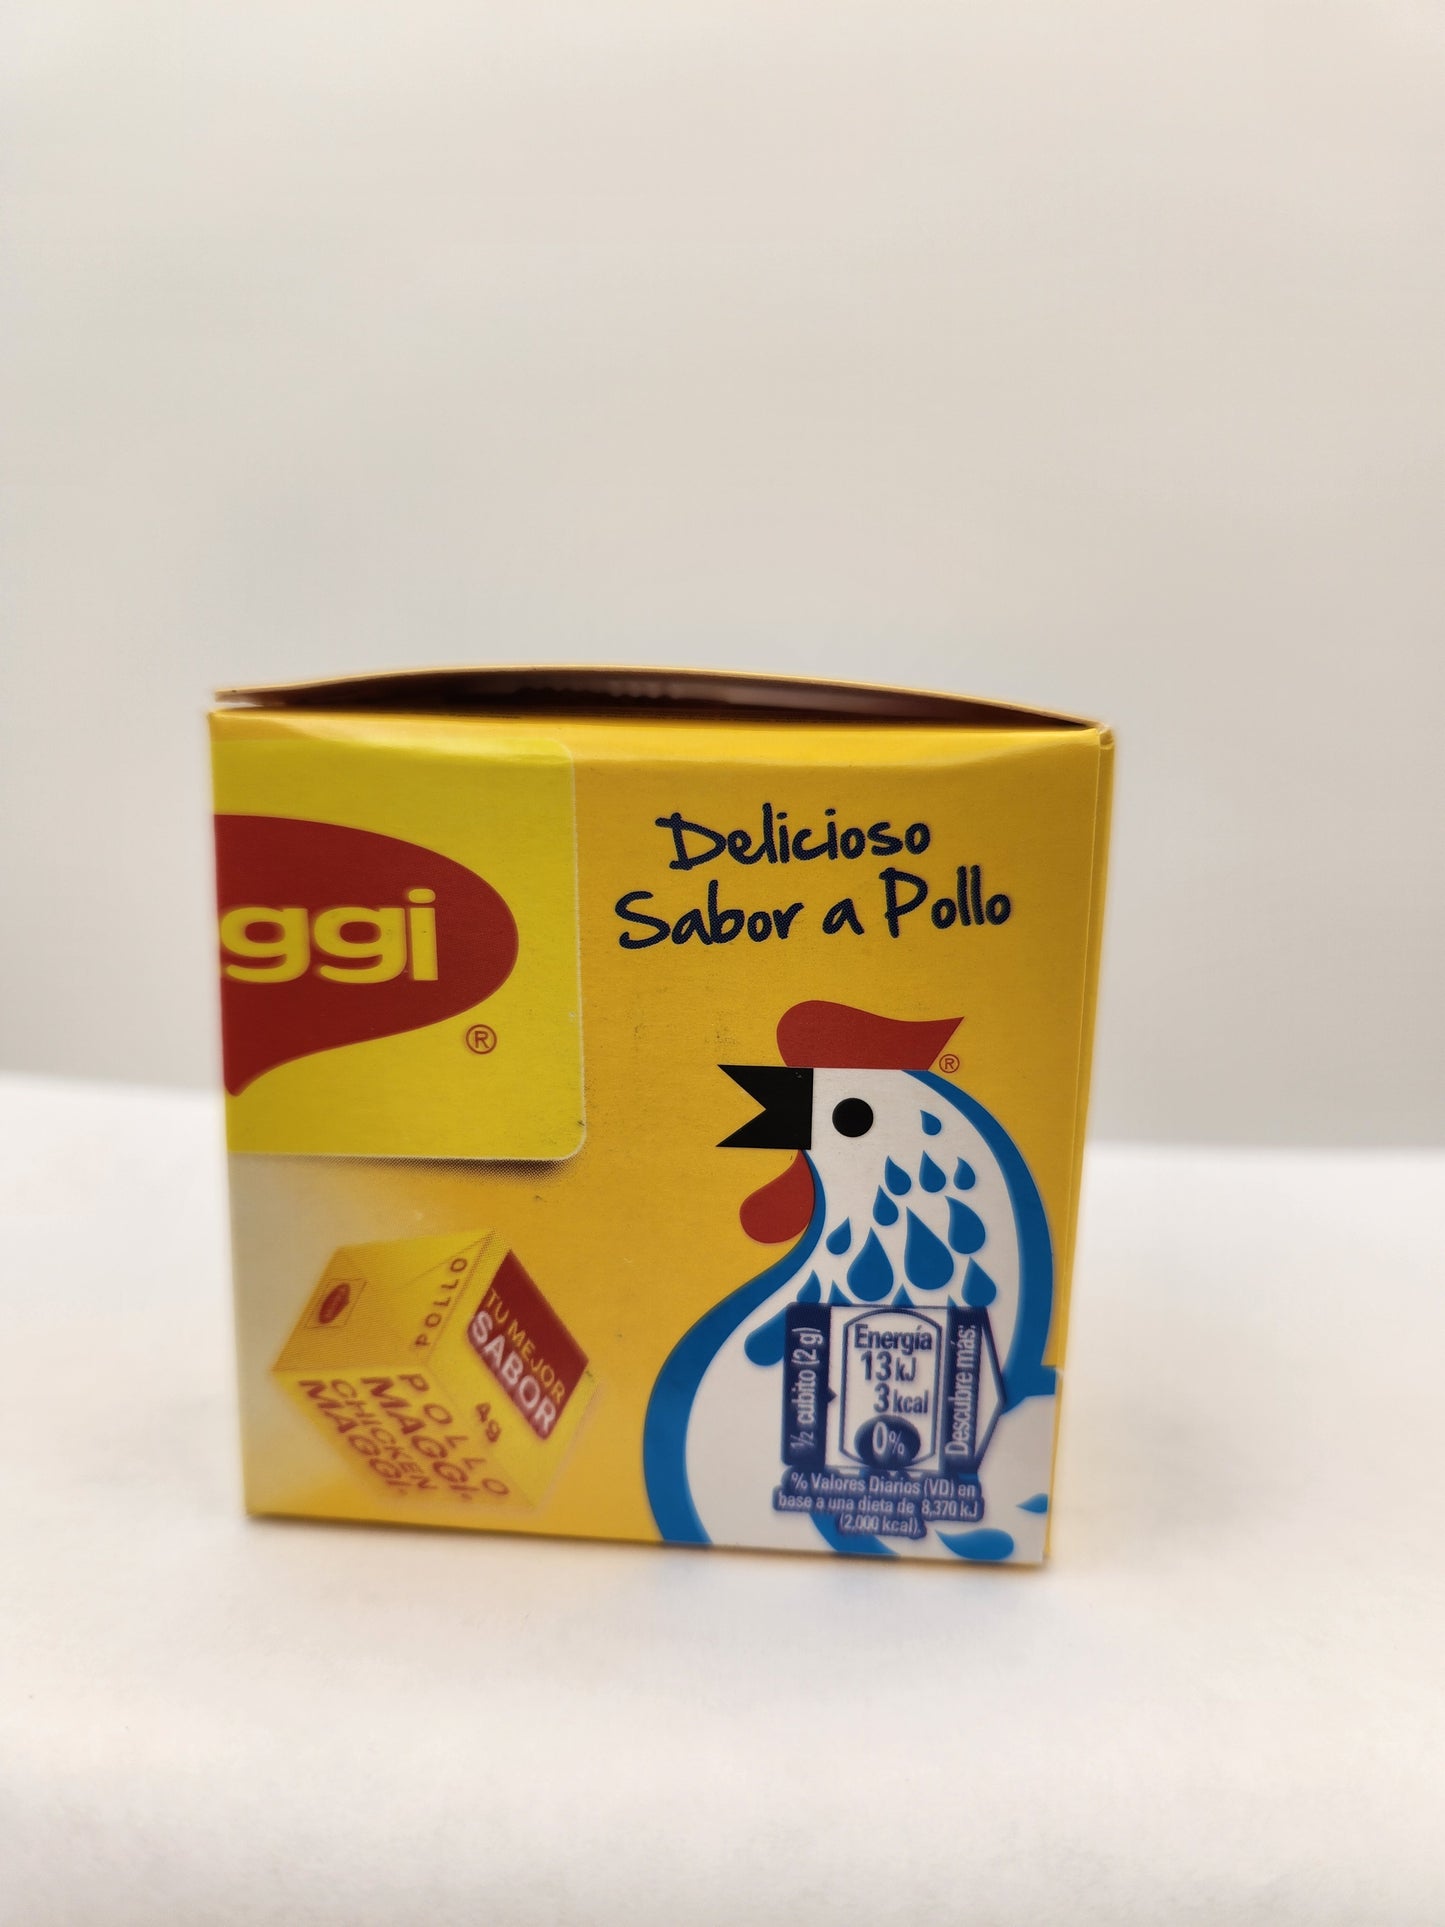 Delicioso
Sabor a Pollo
ggi
®
®
POLLO
TU MEJOR
SABOR
4g
POLLO
MAGGI
CHICKEN
MAGGI
½ cubito (2 g)
Energía
13 kJ
3 kcal
0%
Descubre más:
% Valores Diarios (VD) en
base a una dieta de 8,370 kJ
(2,000 kcal).